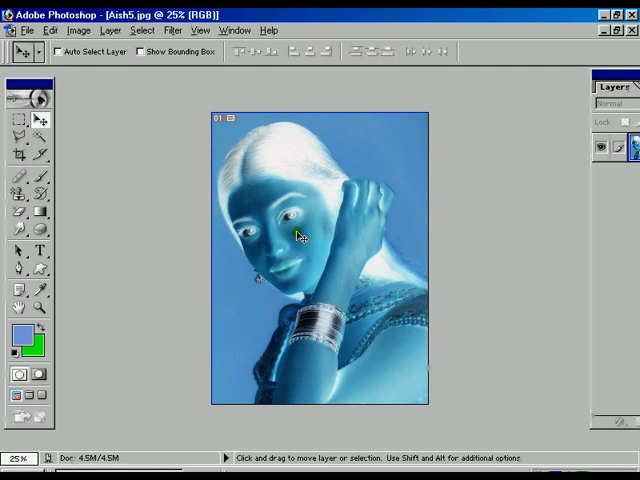 Adobe Photoshop - [Aish5.jpg @ 25% (RGB)]
File Edit Image Layer Select Filter View Window Help
Auto Select Layer Show Bounding Box
Layers
Normal
Lock:
01
T
25% Doc: 4.5M/4.5M Click and drag to move layer or selection. Use Shift and Alt for additional options.